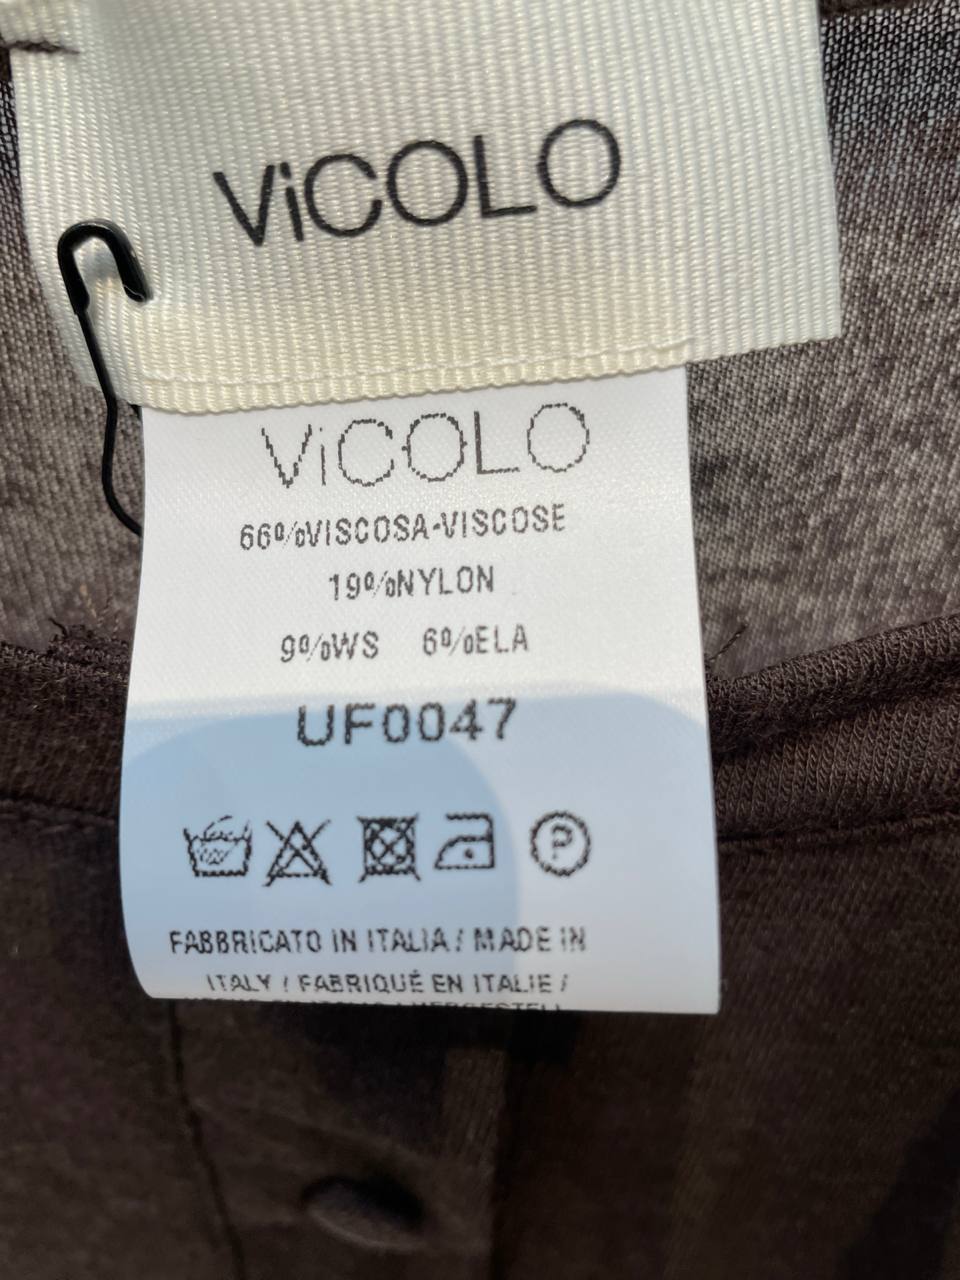 ViCOLO
ViCOLO
66%VISCOSA-VISCOSE
19%NYLON
9%WS 6%ELA
UF0047
P
FABBRICATO IN ITALIA / MADE IN
ITALY / FABRIQUÉ EN ITALIE /